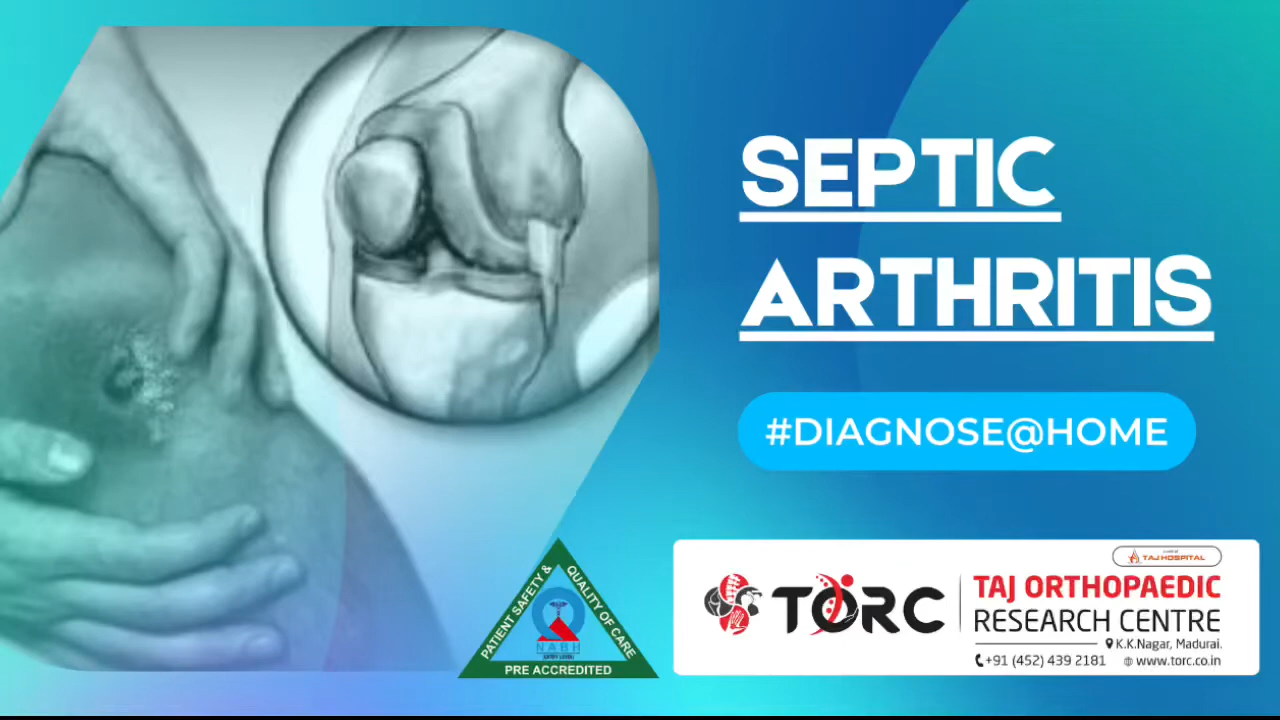 SEPTIC
ARTHRITIS
#DIAGNOSE@HOME
PATIENT SAFETY &
QUALITY OF CARE
NABH
PRE ACCREDITED
TAJ HOSPITAL
TORC
TAJ ORTHOPAEDIC
RESEARCH CENTRE
K.K.Nagar, Madurai.
+91 (452) 439 2181
www.torc.co.in